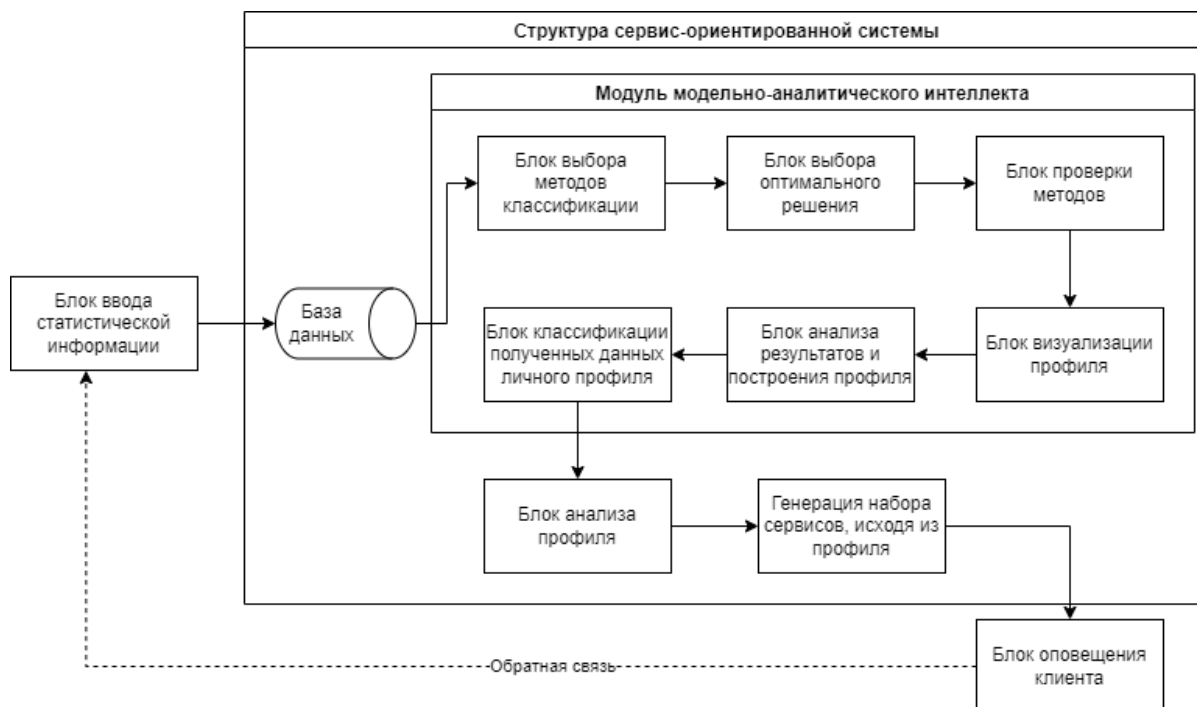 Структура сервис-ориентированной системы
Модуль модельно-аналитического интеллекта
Блок выбора
методов
классификации
Блок выбора
оптимального
решения
Блок проверки
методов
Блок ввода
статистической
информации
База
данных
Блок классификации
полученных данных
личного профиля
Блок анализа
результатов и
построения профиля
Блок визуализации
профиля
Блок анализа
профиля
Генерация набора
сервисов, исходя из
профиля
Обратная связь
Блок оповещения
клиента